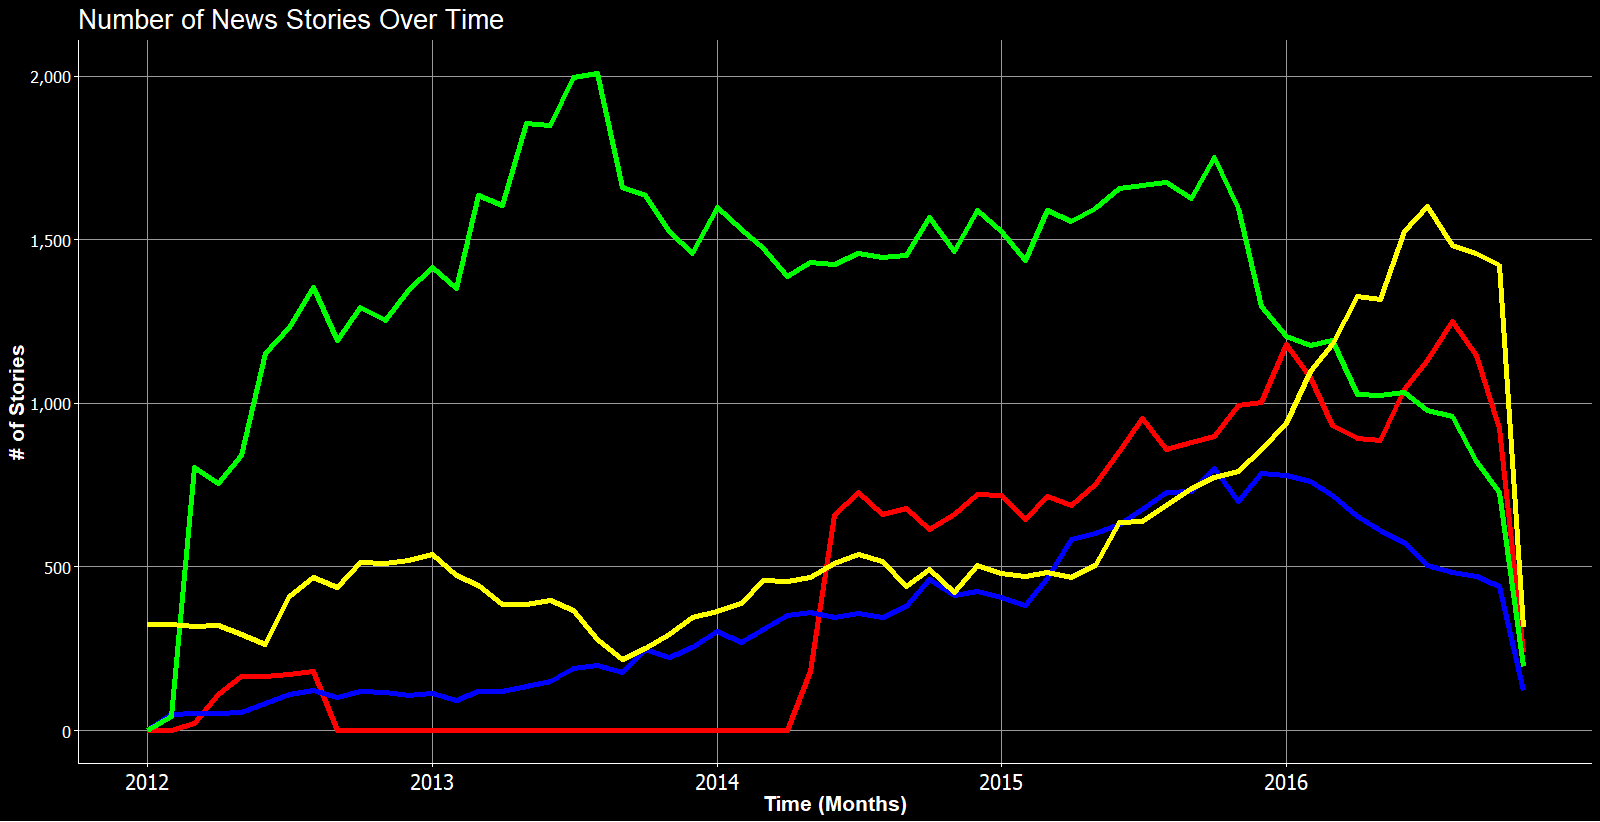 Number of News Stories Over Time
2,000
1,500
1,000
500
0
# of Stories
2012 2013 2014 2015 2016
Time (Months)